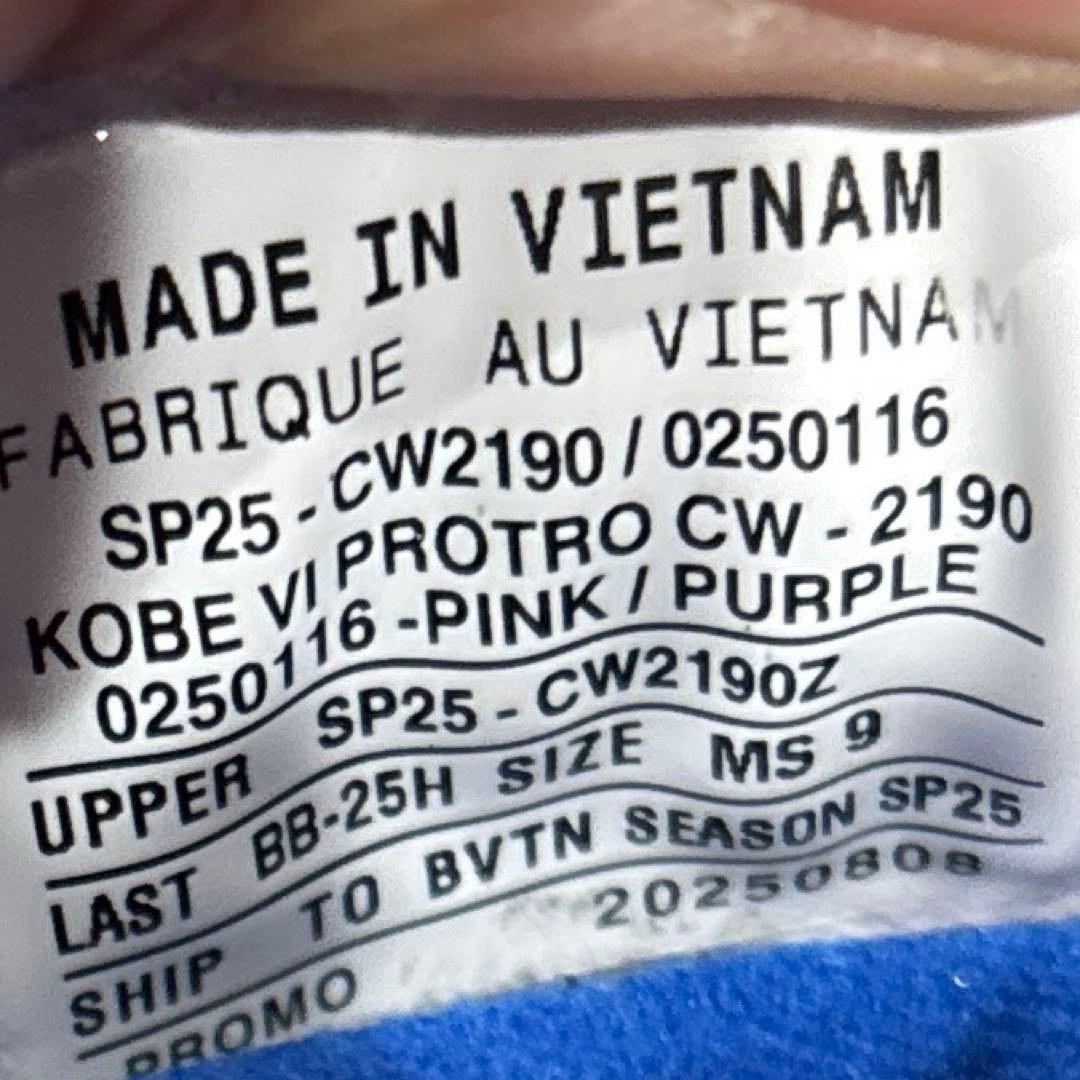 MADE IN VIETNAM
FABRIQUE AU VIETNAM
SP25-CW2190/0250116
KOBE VI PROTRO CW-2190
0250116-PINK/PURPLE
UPPER SP25-CW2190Z
LAST BB-25H SIZE MS 9
SHIP TO BVTN SEASON SP25
PROMO 20250808